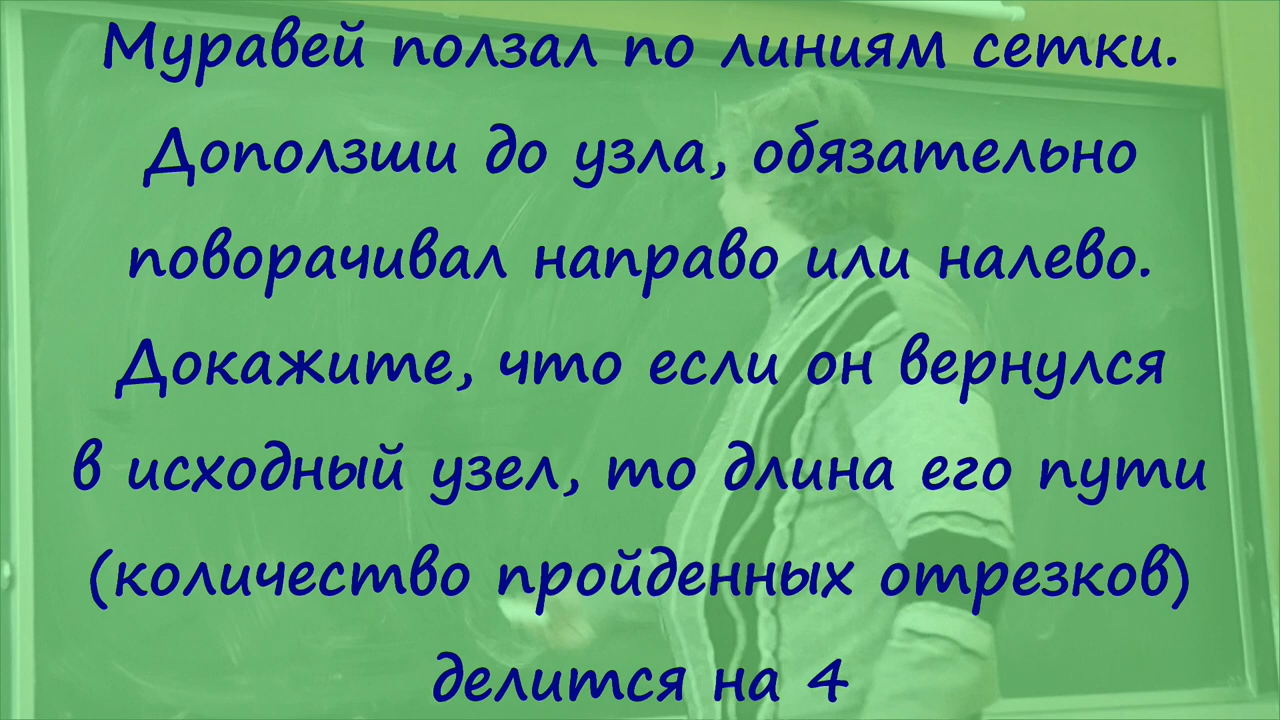 Муравей ползал по линиям сетки.
Доползши до узла, обязательно
поворачивал направо или налево.
Докажите, что если он вернулся
в исходный узел, то длина его пути
(количество пройденных отрезков)
делится на 4